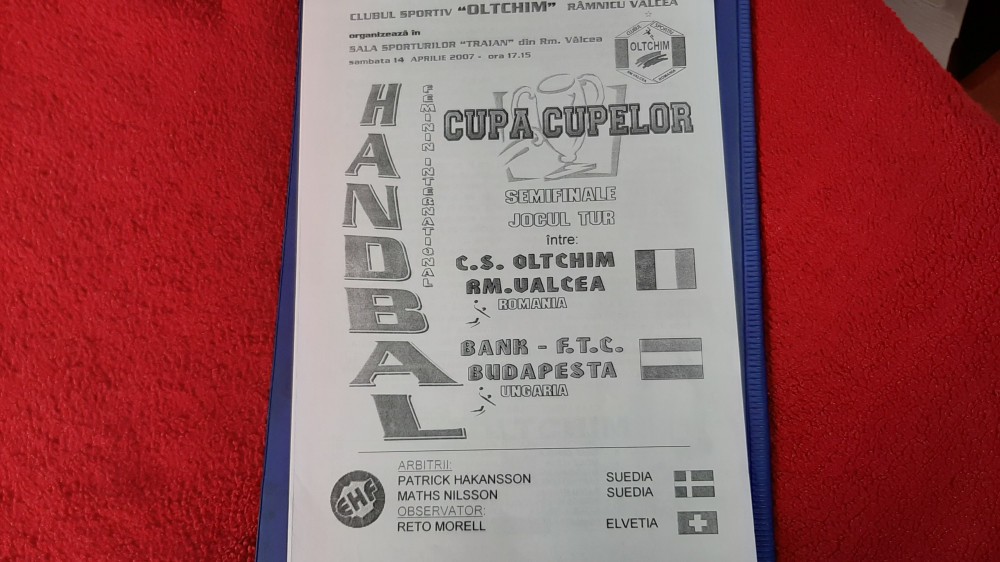 CLUBUL SPORTIV "OLTCHIM" RÂMNICU VÂLCEA
organizează în
SALA SPORTURILOR "TRAIAN" din Rm. Vâlcea
sambata 14 APRILIE 2007 - ora 17.15
OLTCHIM
HANDBAL
FEMININ INTERNATIONAL
CUPA CUPELOR
SEMIFINALE
JOCUL TUR
între:
C.S. OLTCHIM
RM.VALCEA
ROMANIA
BANK - F.T.C.
BUDAPESTA
UNGARIA
ARBITRII:
PATRICK HAKANSSON SUEDIA
MATHS NILSSON SUEDIA
OBSERVATOR:
RETO MORELL ELVETIA
EHF